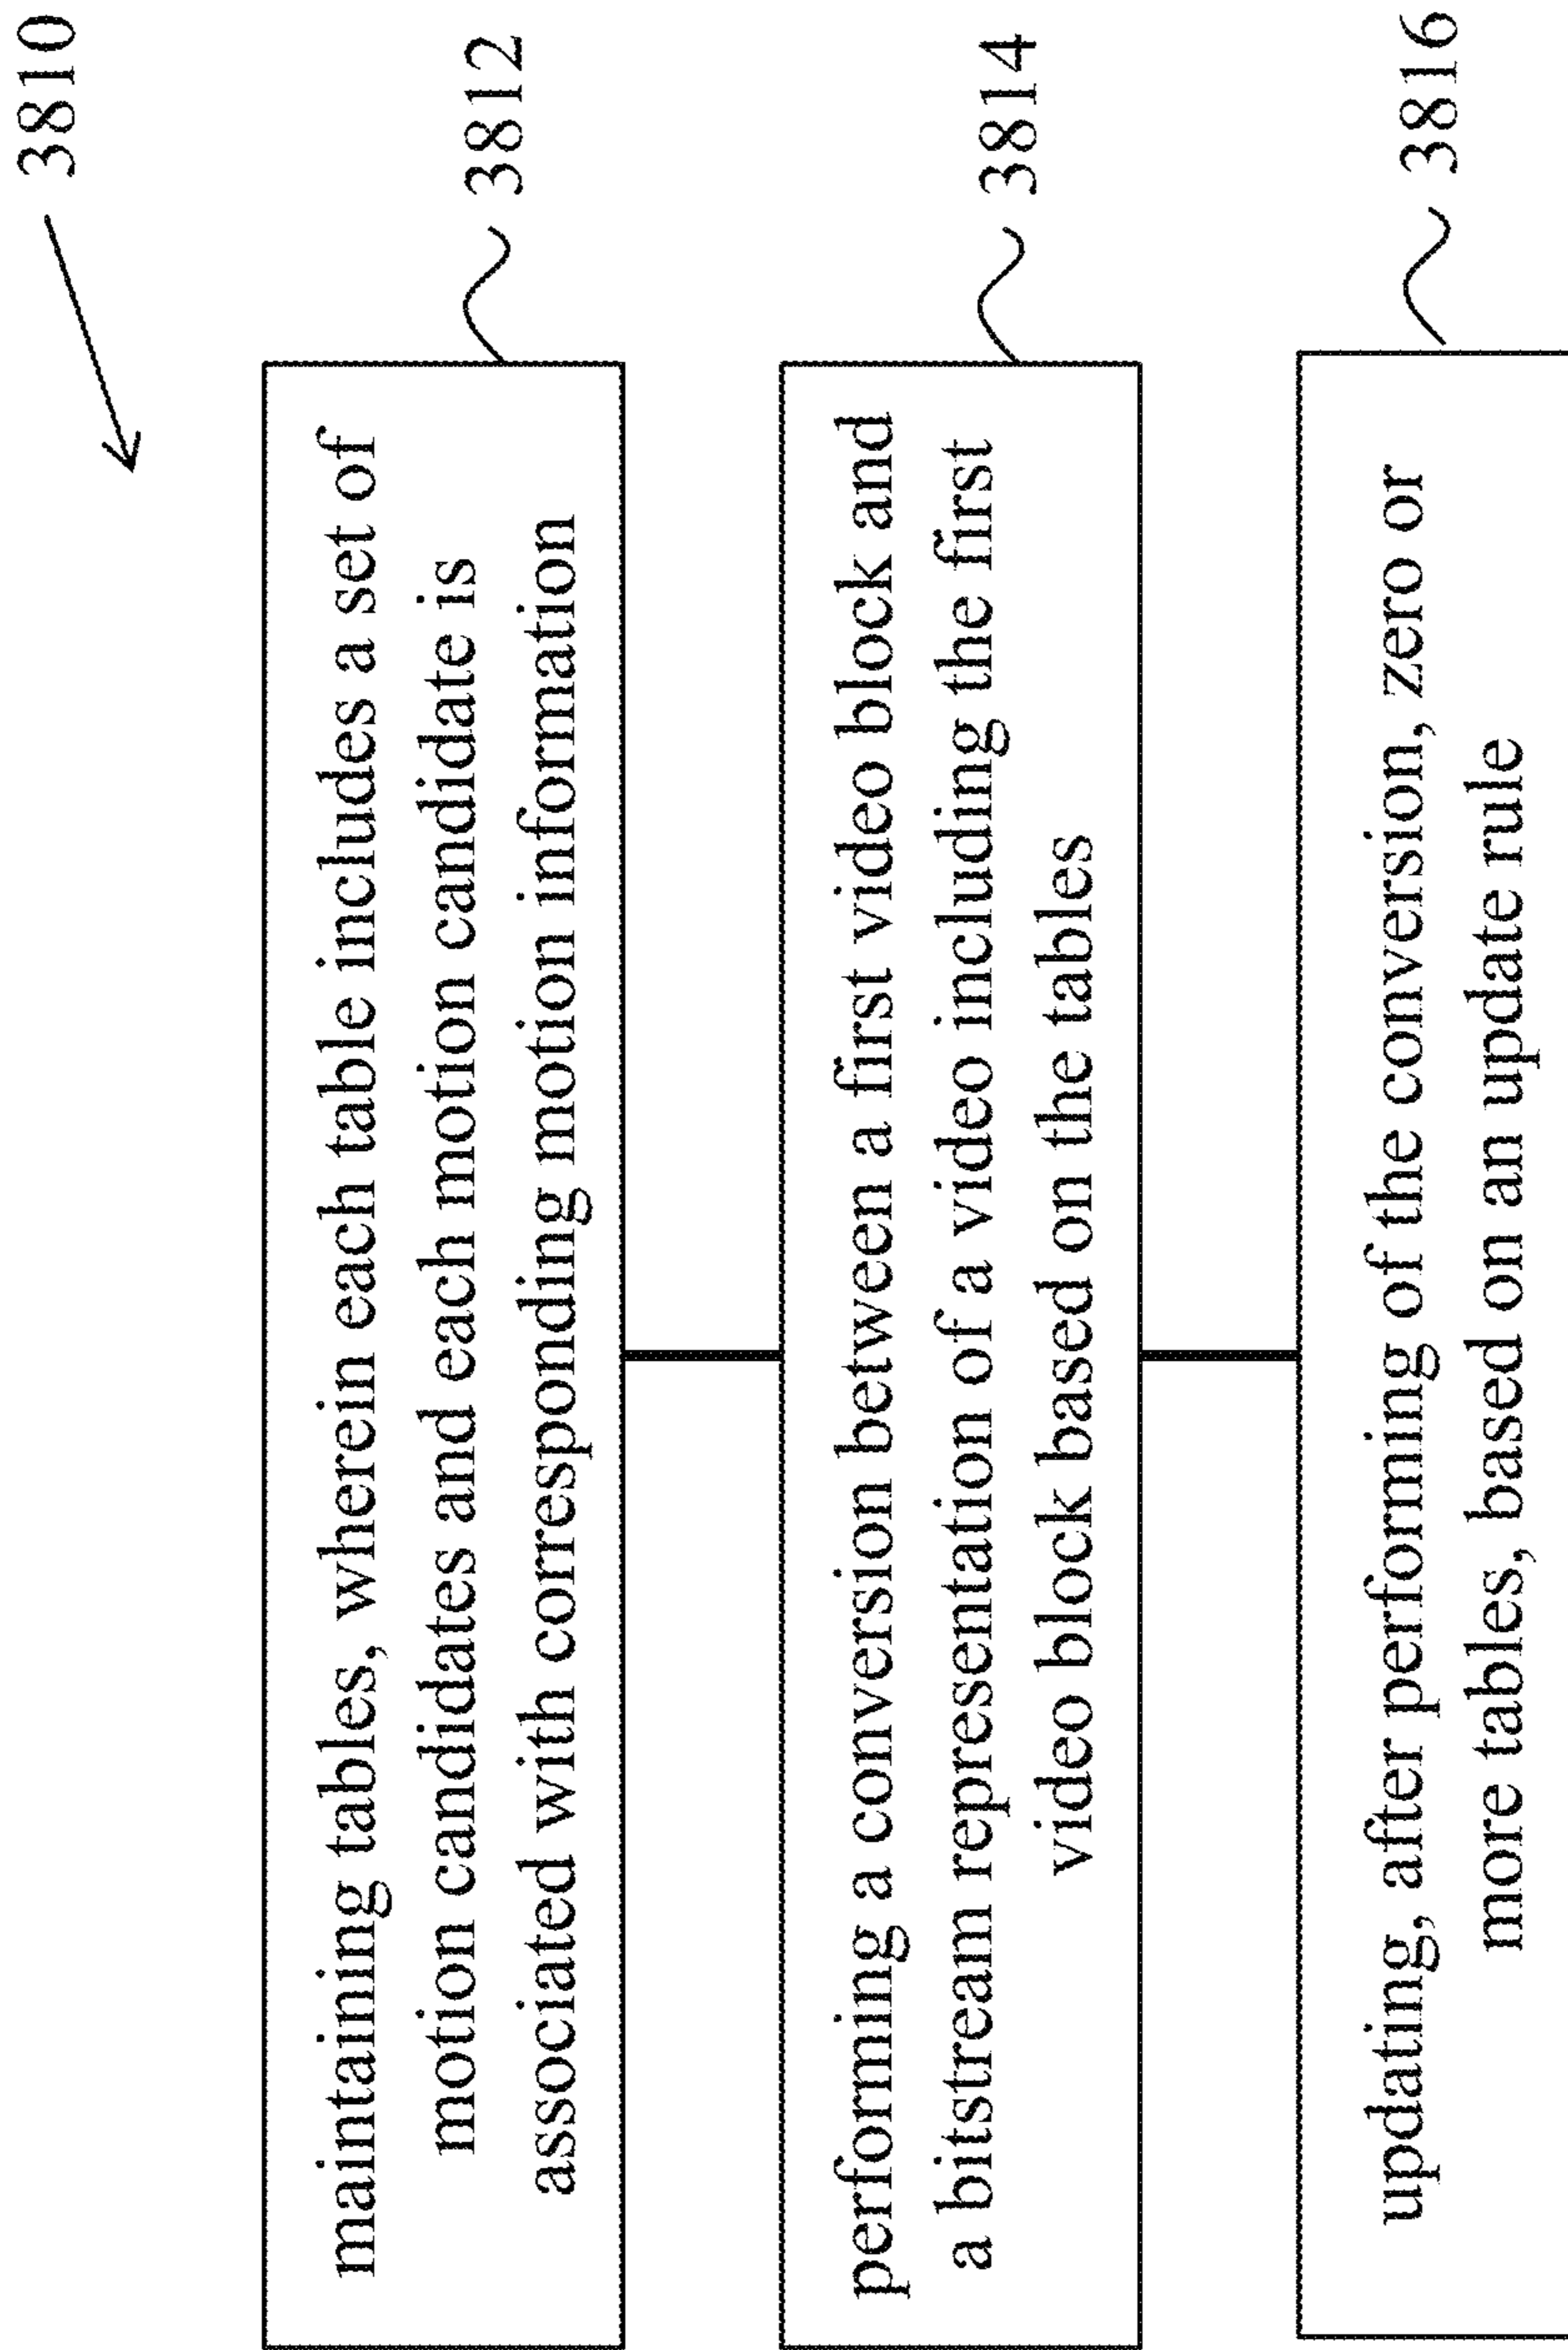 3810
maintaining tables, wherein each table includes a set of
motion candidates and each motion candidate is
associated with corresponding motion information
3812
performing a conversion between a first video block and
a bitstream representation of a video including the first
video block based on the tables
3814
updating, after performing of the conversion, zero or
more tables, based on an update rule
3816